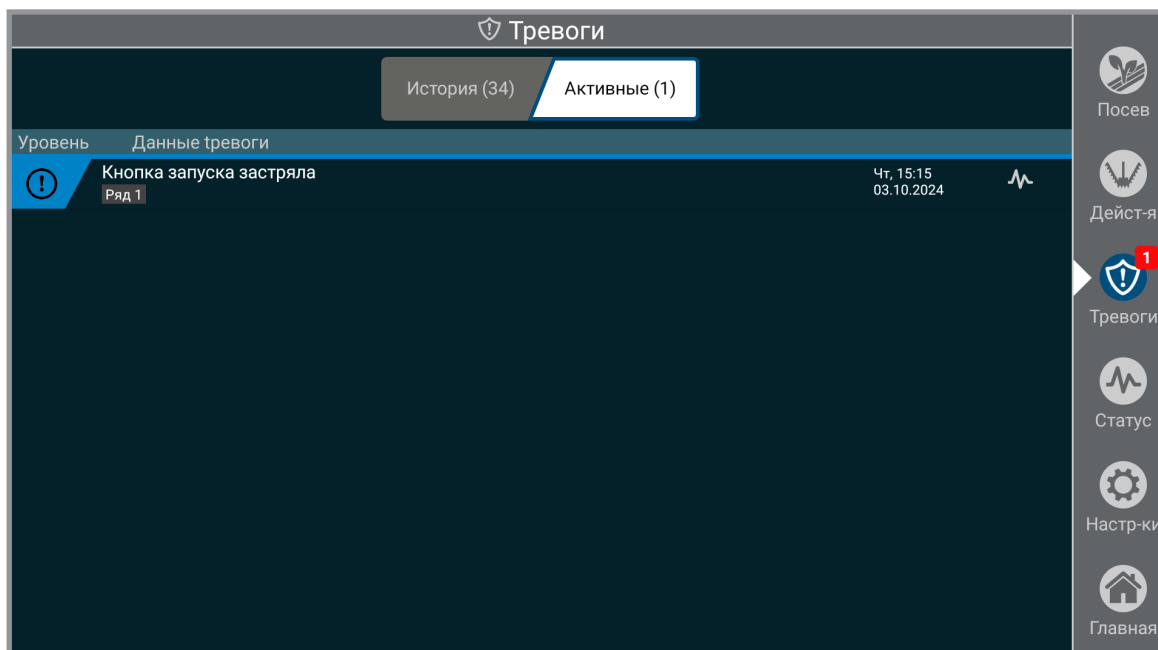 Тревоги
История (34)
Активные (1)
Уровень
Данные tревоги
Кнопка запуска застряла
Ряд 1
Чт, 15:15
03.10.2024
Посев
Дейст-я
1
Тревоги
Статус
Настр-ки
Главная